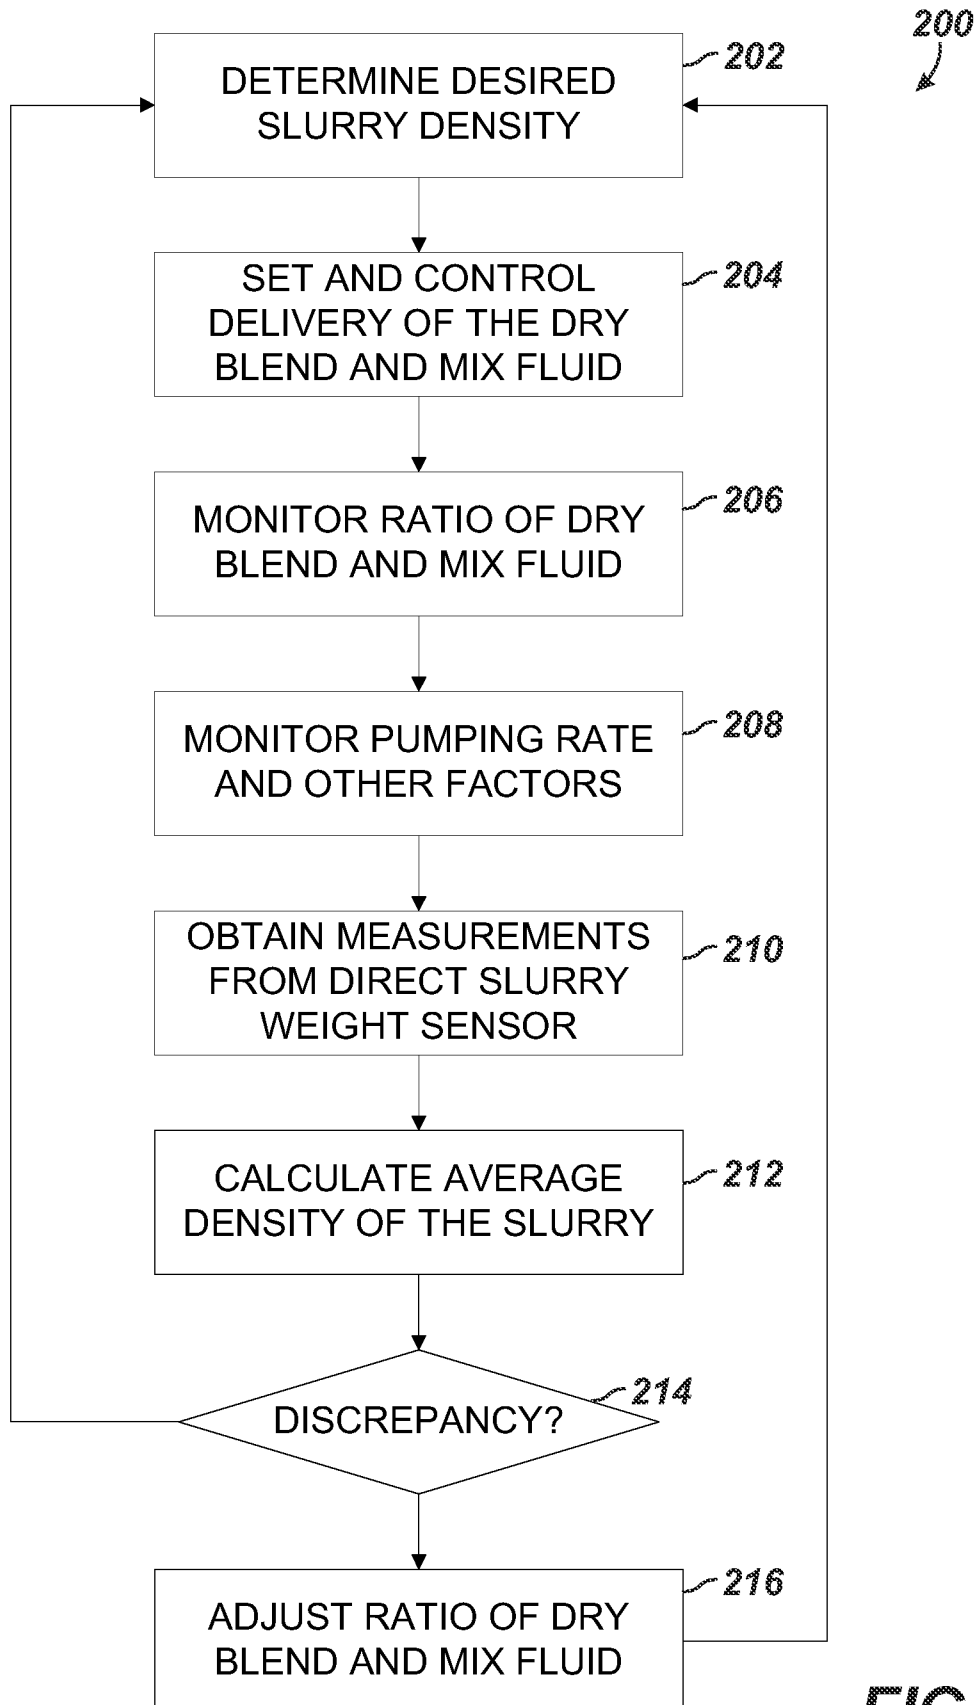 200
DETERMINE DESIRED
SLURRY DENSITY
202
SET AND CONTROL
DELIVERY OF THE DRY
BLEND AND MIX FLUID
204
MONITOR RATIO OF DRY
BLEND AND MIX FLUID
206
MONITOR PUMPING RATE
AND OTHER FACTORS
208
OBTAIN MEASUREMENTS
FROM DIRECT SLURRY
WEIGHT SENSOR
210
CALCULATE AVERAGE
DENSITY OF THE SLURRY
212
DISCREPANCY?
214
ADJUST RATIO OF DRY
BLEND AND MIX FLUID
216
FIG